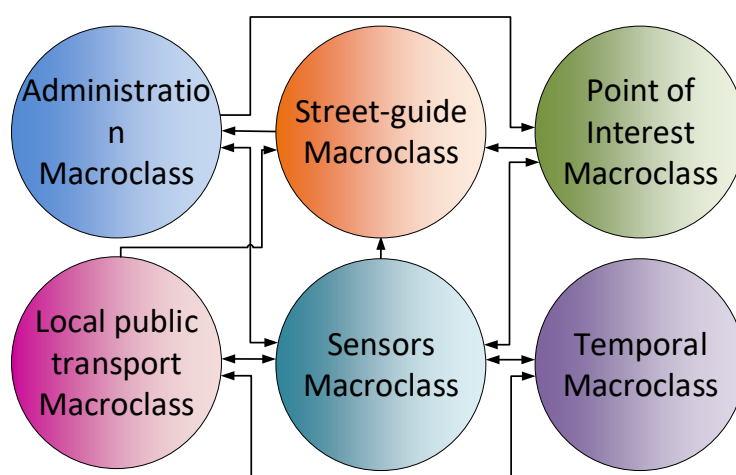 Administratio
n
Macroclass
Street-guide
Macroclass
Point of
Interest
Macroclass
Local public
transport
Macroclass
Sensors
Macroclass
Temporal
Macroclass